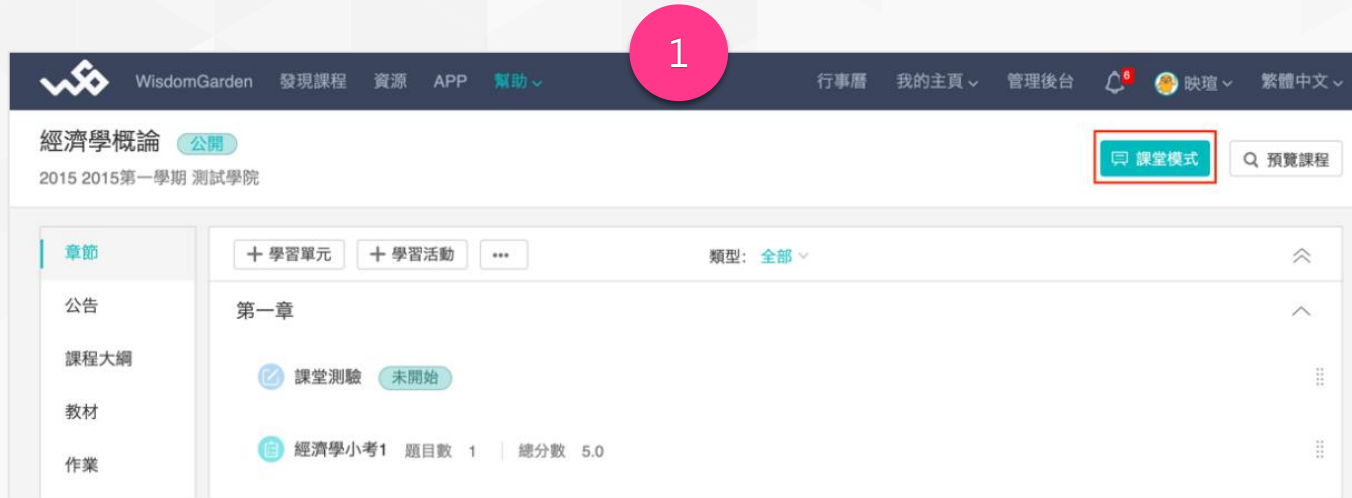 1
WisdomGarden 發現課程 資源 APP 幫助 行事曆 我的主頁 管理後台 6 映瑄 繁體中文
經濟學概論 公開
課堂模式 預覽課程
2015 2015第一學期 測試學院
章節
公告
課程大綱
教材
作業
+ 學習單元 + 學習活動 ••• 類型: 全部
第一章
課堂測驗 未開始
經濟學小考1 題目數 1 | 總分數 5.0